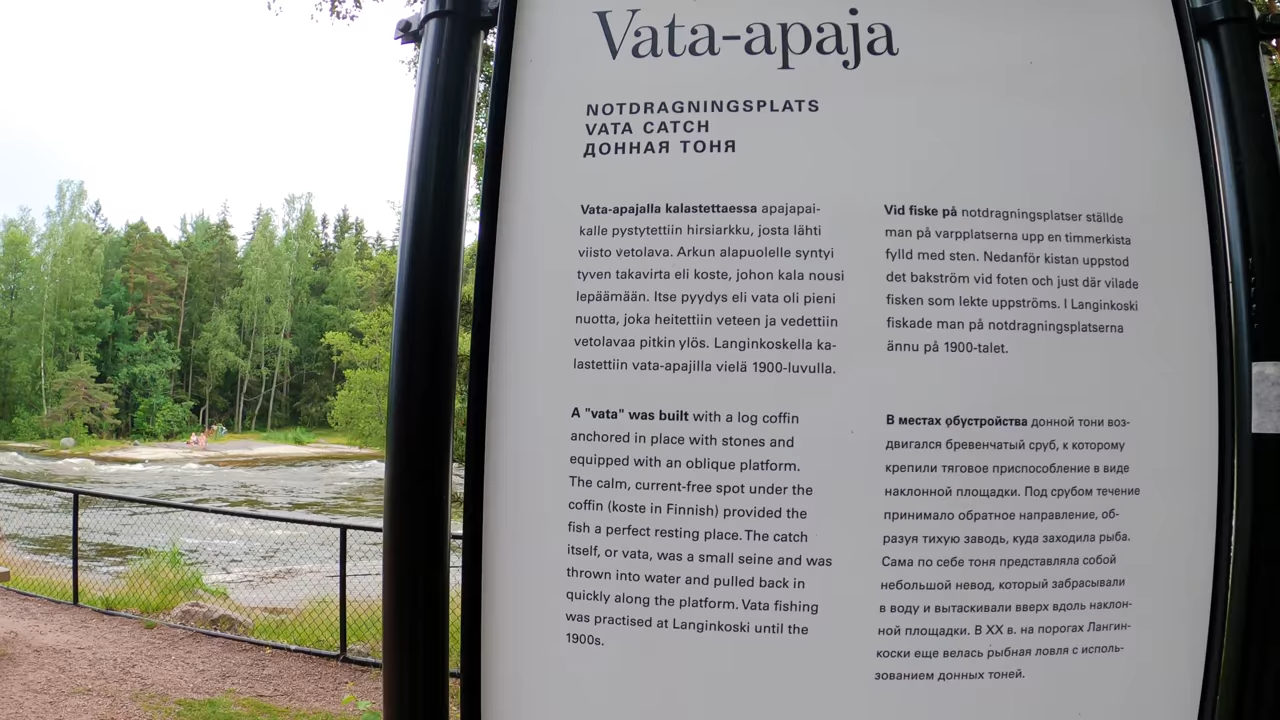 Vata-apaja
NOTDRAGNINGSPLATS
VATA CATCH
ДОННАЯ ТОНЯ
Vata-apajalla kalastettaessa apajapai-
kalle pystytettiin hirsiarkku, josta lähti
viisto vetolava. Arkun alapuolelle syntyi
tyven takavirta eli koste, johon kala nousi
lepäämään. Itse pyydys eli vata oli pieni
nuotta, joka heitettiin veteen ja vedettiin
vetolavaa pitkin ylös. Langinkoskella ka-
lastettiin vata-apajilla vielä 1900-luvulla.
Vid fiske på notdragningsplatser ställde
man på varpplatserna upp en timmerkista
fylld med sten. Nedanför kistan uppstod
det bakström vid foten och just där vilade
fisken som lekte uppströms. I Langinkoski
fiskade man på notdragningsplatserna
ännu på 1900-talet.
A "vata" was built with a log coffin
anchored in place with stones and
equipped with an oblique platform.
The calm, current-free spot under the
coffin (koste in Finnish) provided the
fish a perfect resting place. The catch
itself, or vata, was a small seine and was
thrown into water and pulled back in
quickly along the platform. Vata fishing
was practised at Langinkoski until the
1900s.
В местах обустройства донной тони воз-
двигался бревенчатый сруб, к которому
крепили тяговое приспособление в виде
наклонной площадки. Под срубом течение
принимало обратное направление, об-
разуя тихую заводь, куда заходила рыба.
Сама по себе тоня представляла собой
небольшой невод, который забрасывали
в воду и вытаскивали вверх вдоль наклон-
ной площадки. В XX в. на порогах Лангин-
коски еще велась рыбная ловля с исполь-
зованием донных тоней.